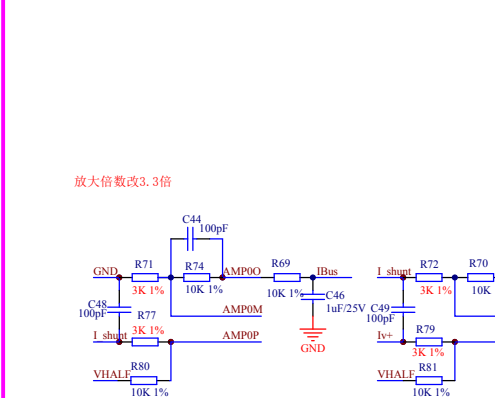 放大倍数改3.3倍
C44
100pF
GND
R71
3K 1%
R74
10K 1%
AMP0O
R69
10K 1%
IBus
C46
1uF/25V
GND
C48
100pF
AMP0M
I_shunt
R77
3K 1%
AMP0P
VHALF
R80
10K 1%
I_shunt
R72
3K 1%
R70
10K
C49
100pF
Iv+
R79
3K 1%
VHALF
R81
10K 1%